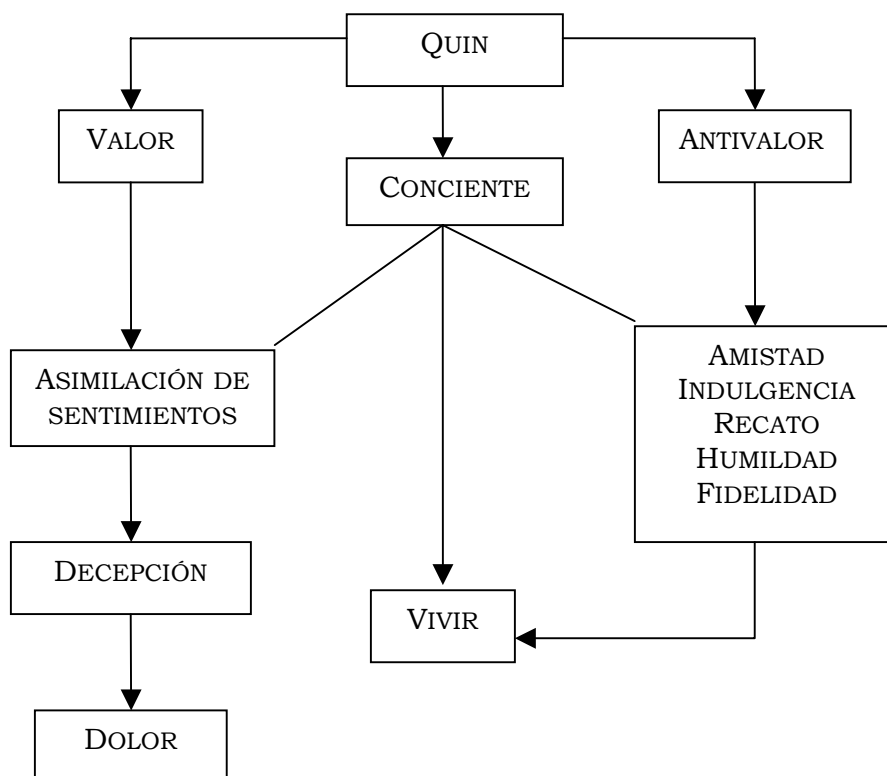 QUIN
VALOR
ANTIVALOR
CONCIENTE
ASIMILACIÓN DE
SENTIMIENTOS
AMISTAD
INDULGENCIA
RECATO
HUMILDAD
FIDELIDAD
DECEPCIÓN
VIVIR
DOLOR